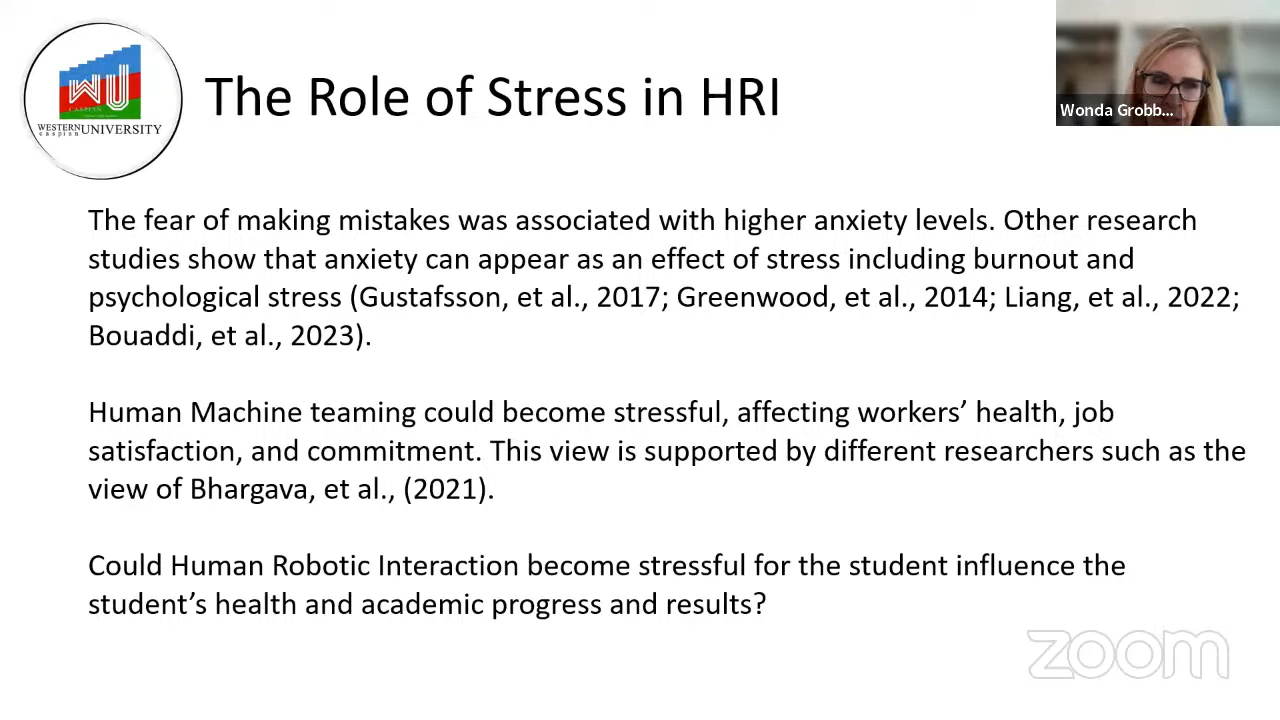 WU
CASPIAN
WESTERN UNIVERSITY
caspian
The Role of Stress in HRI
Wonda Grobb...
The fear of making mistakes was associated with higher anxiety levels. Other research
studies show that anxiety can appear as an effect of stress including burnout and
psychological stress (Gustafsson, et al., 2017; Greenwood, et al., 2014; Liang, et al., 2022;
Bouaddi, et al., 2023).
Human Machine teaming could become stressful, affecting workers’ health, job
satisfaction, and commitment. This view is supported by different researchers such as the
view of Bhargava, et al., (2021).
Could Human Robotic Interaction become stressful for the student influence the
student’s health and academic progress and results?
zoom